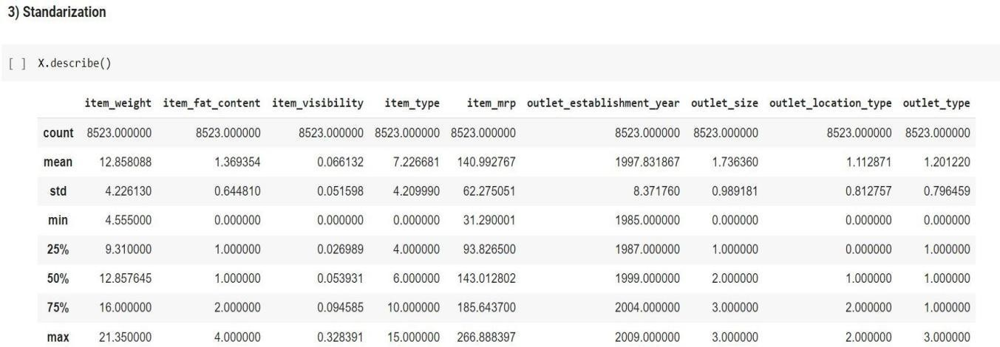 3) Standarization
[ ] X.describe()
item_weight item_fat_content item_visibility item_type item_mrp outlet_establishment_year outlet_size outlet_location_type outlet_type
count 8523.000000 8523.000000 8523.000000 8523.000000 8523.000000 8523.000000 8523.000000 8523.000000 8523.000000
mean 12.858088 1.369354 0.066132 7.226681 140.992767 1997.831867 1.736360 1.112871 1.201220
std 4.226130 0.644810 0.051598 4.209990 62.275051 8.371760 0.989181 0.812757 0.796459
min 4.555000 0.000000 0.000000 0.000000 31.290001 1985.000000 0.000000 0.000000 0.000000
25% 9.310000 1.000000 0.026989 4.000000 93.826500 1987.000000 1.000000 0.000000 1.000000
50% 12.857645 1.000000 0.053931 6.000000 143.012802 1999.000000 2.000000 1.000000 1.000000
75% 16.000000 2.000000 0.094585 10.000000 185.643700 2004.000000 3.000000 2.000000 1.000000
max 21.350000 4.000000 0.328391 15.000000 266.888397 2009.000000 3.000000 2.000000 3.000000